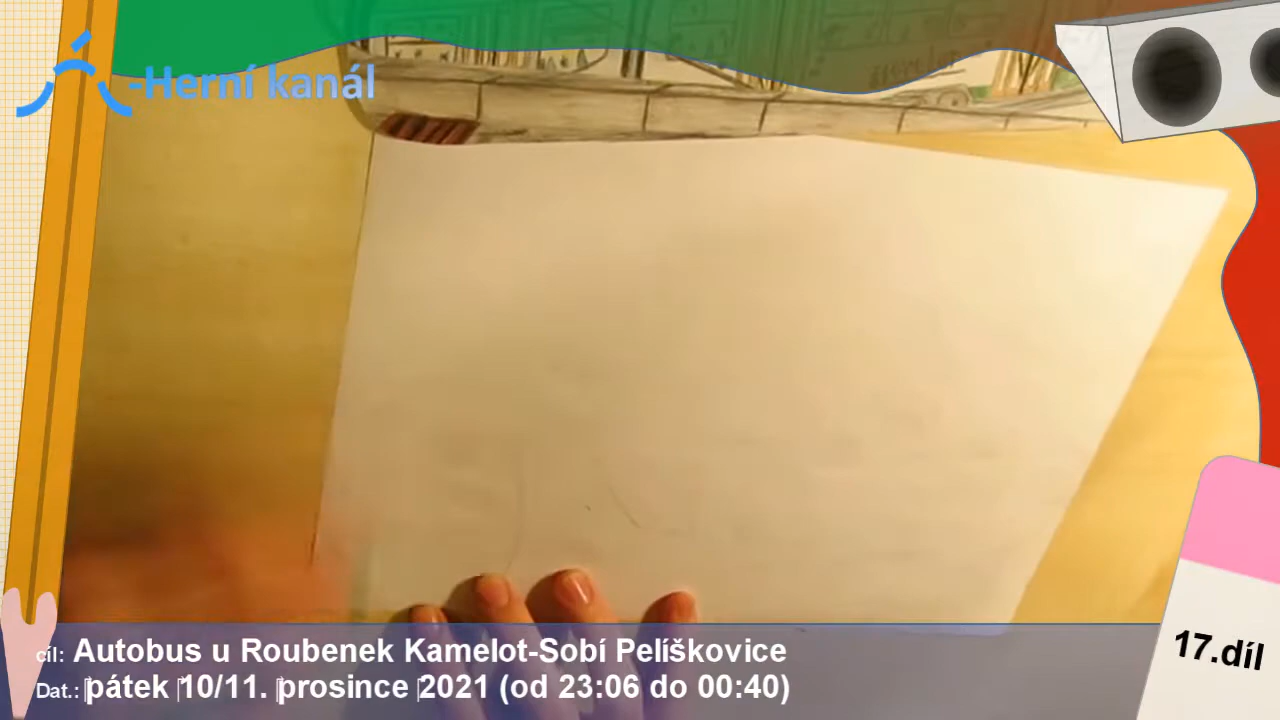 -Herní kanál
cíl: Autobus u Roubenek Kamelot-Sobí Pelíškovice
Dat.: pátek 10/11. prosince 2021 (od 23:06 do 00:40)
17.díl